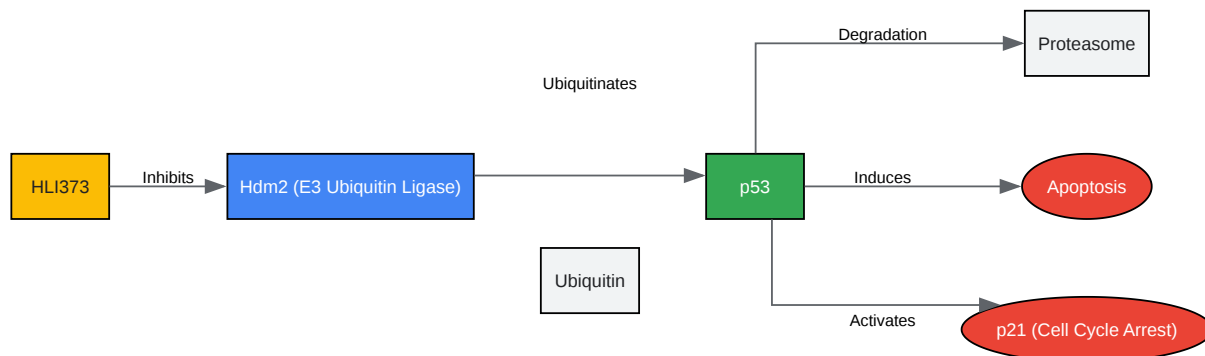 Degradation
Proteasome
Ubiquitinates
HLI373
Inhibits
Hdm2 (E3 Ubiquitin Ligase)
p53
Induces
Apoptosis
Ubiquitin
Activates
p21 (Cell Cycle Arrest)